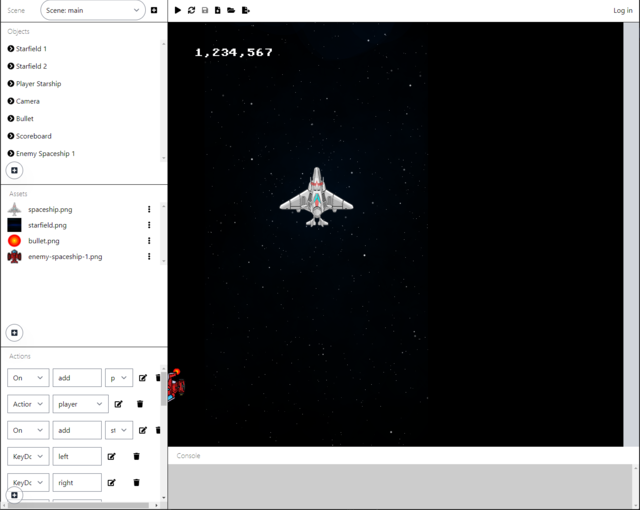 Scene
Scene: main
Log in
Objects
Starfield 1
Starfield 2
Player Starship
Camera
Bullet
Scoreboard
Enemy Spaceship 1
Assets
spaceship.png
starfield.png
bullet.png
enemy-spaceship-1.png
Actions
On add p
Action player
On add st
KeyDo left
KeyDo right
1,234,567
Console